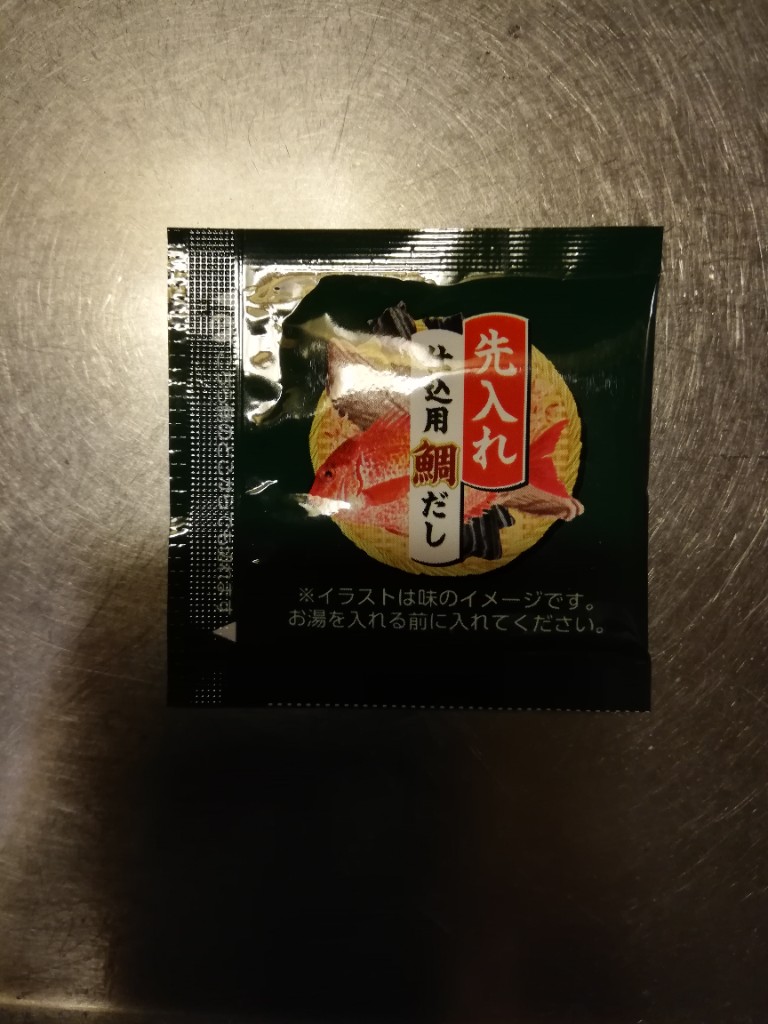 先入れ
仕込用鯛だし
※イラストは味のイメージです。
お湯を入れる前に入れてください。